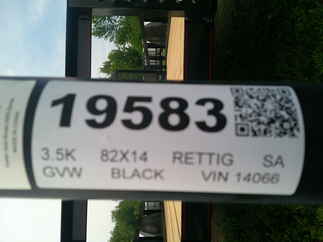 19583
3.5K 82X14 RETTIG SA
GVW BLACK VIN 14066